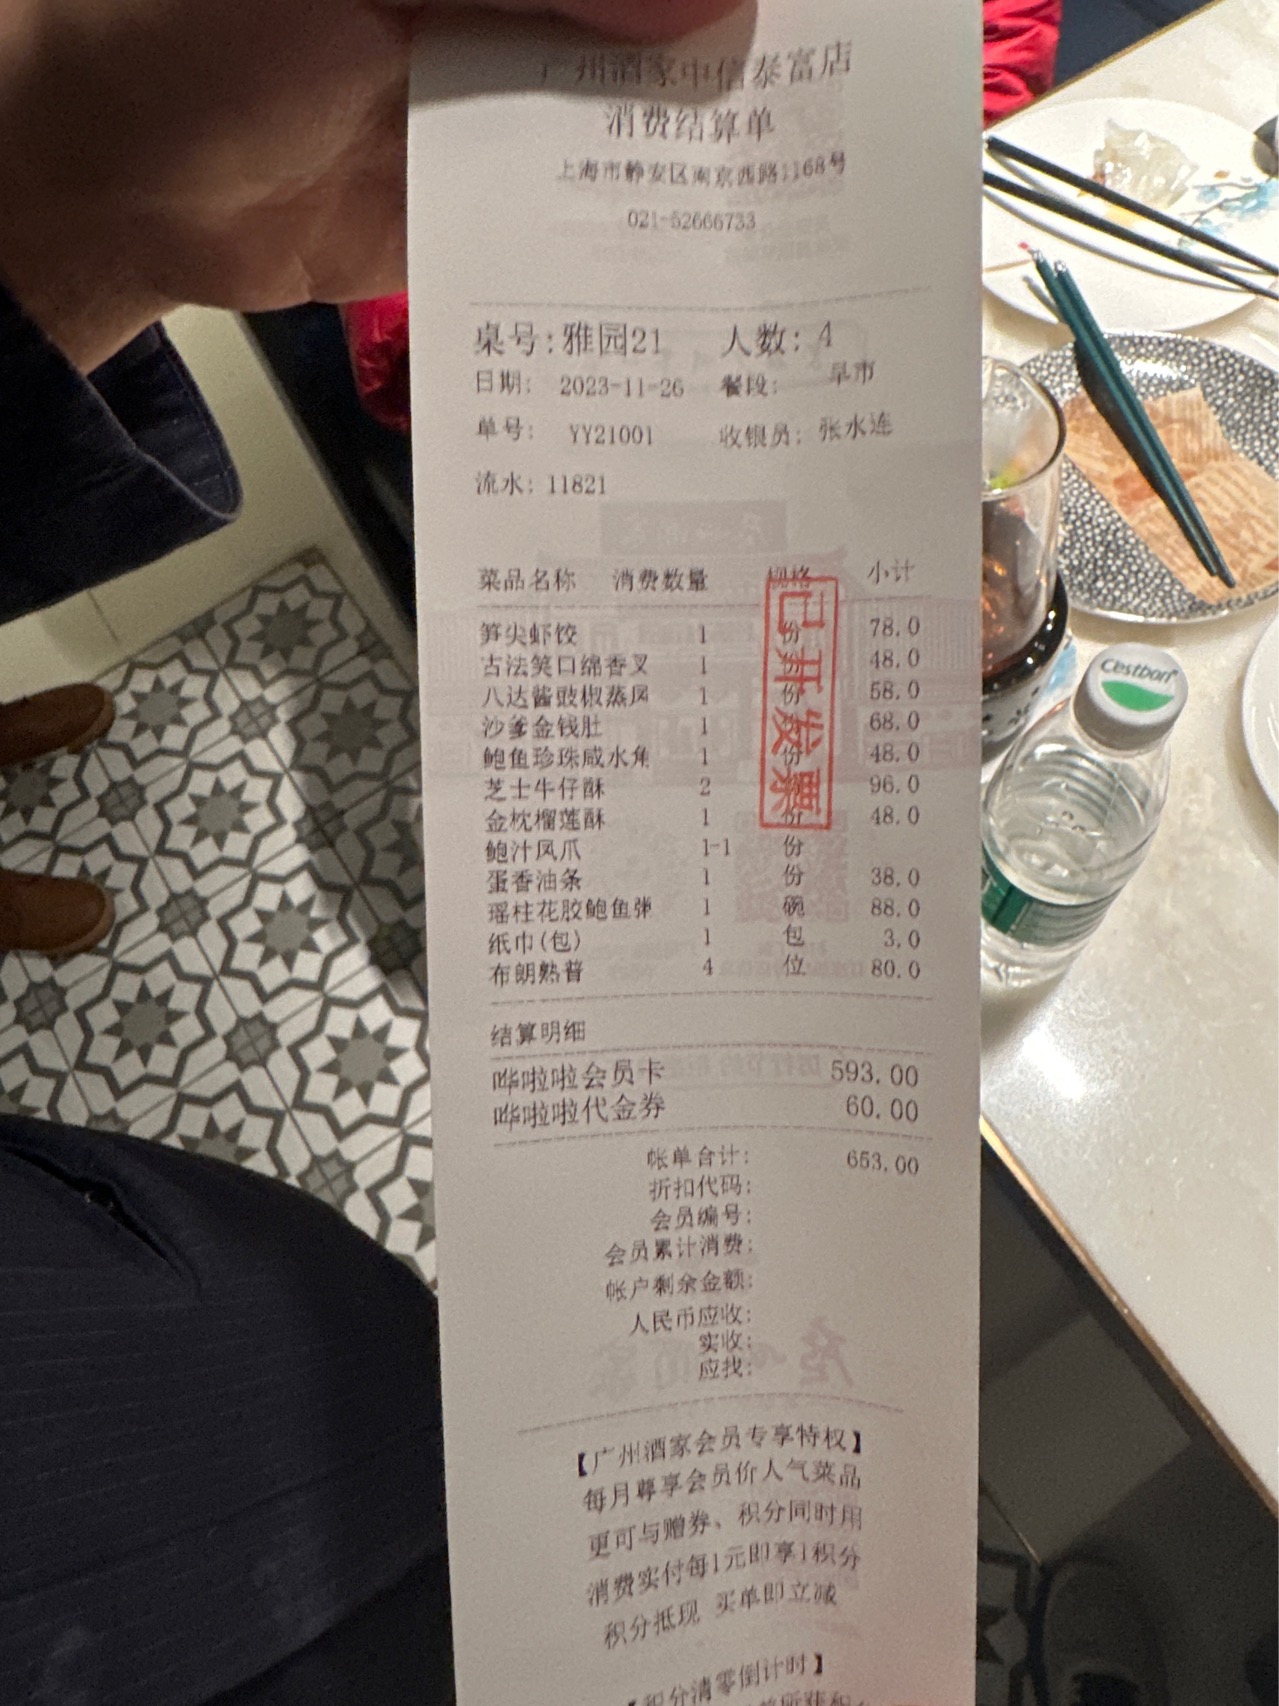 广州酒家中信泰富店
消费结算单
上海市静安区南京西路1168号
021-52666733
桌号:雅园21 人数: 4
日期: 2023-11-26 餐段: 早市
单号: YY21001 收银员: 张水连
流水: 11821
菜品名称 消费数量 规格 小计
笋尖虾饺 1 份 78.0
古法笑口绵香叉 1 份 48.0
八达酱豉椒蒸凤 1 份 58.0
沙爹金钱肚 1 份 68.0
鲍鱼珍珠咸水角 1 份 48.0
芝士牛仔酥 2 份 96.0
金枕榴莲酥 1 份 48.0
鲍汁凤爪 1-1 份
蛋香油条 1 份 38.0
瑶柱花胶鲍鱼粥 1 碗 88.0
纸巾(包) 1 包 3.0
布朗熟普 4 位 80.0
已开发票
结算明细
哗啦啦会员卡 593.00
哗啦啦代金券 60.00
帐单合计: 653.00
折扣代码:
会员编号:
会员累计消费:
帐户剩余金额:
人民币应收:
实收:
应找:
【广州酒家会员专享特权】
每月尊享会员价人气菜品
更可与赠券、积分同时用
消费实付每1元即享1积分
积分抵现 买单即立减
【积分清零倒计时】
Cestbon